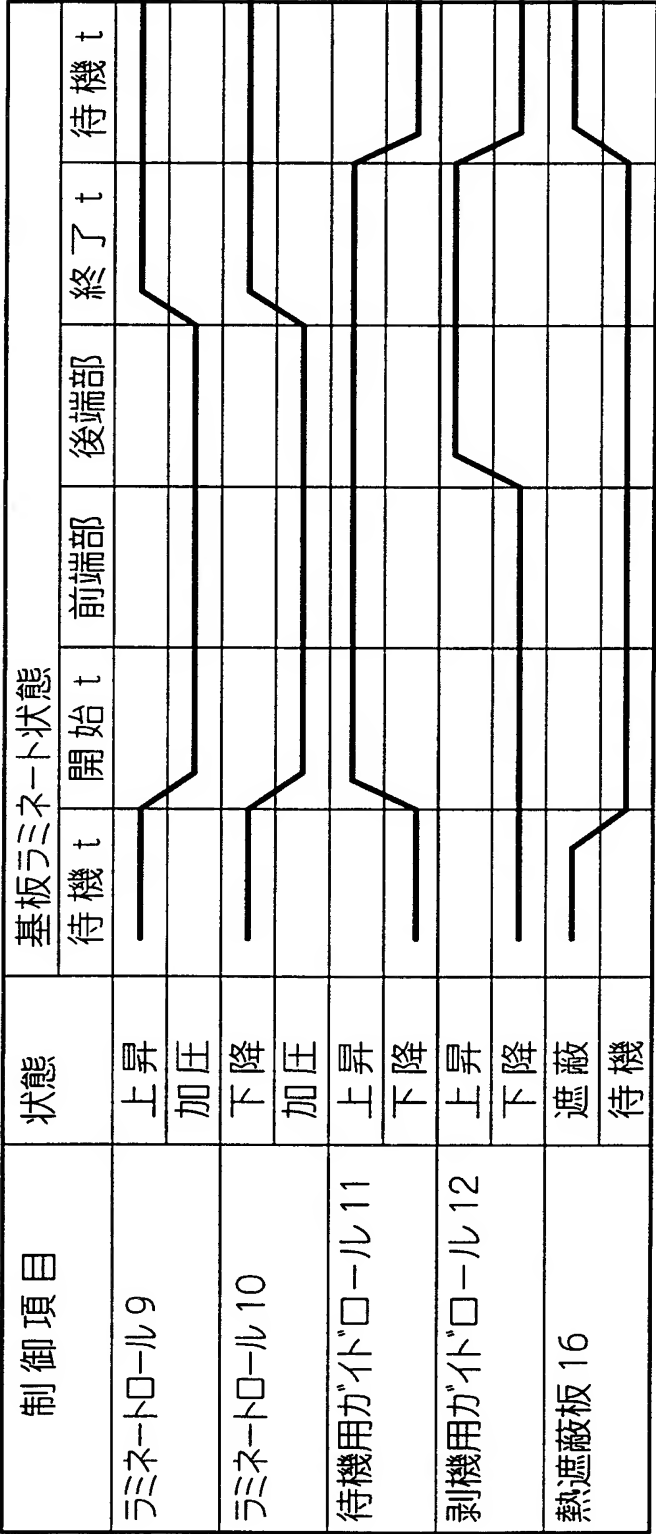 制御項目 状態 基板ラミネート状態
待機t 開始t 前端部 後端部 終了t 待機t
ラミネートロール9 上昇
加圧
ラミネートロール10 下降
加圧
待機用ガイドロール11 上昇
下降
剥機用ガイドロール12 上昇
下降
熱遮蔽板16 遮蔽
待機